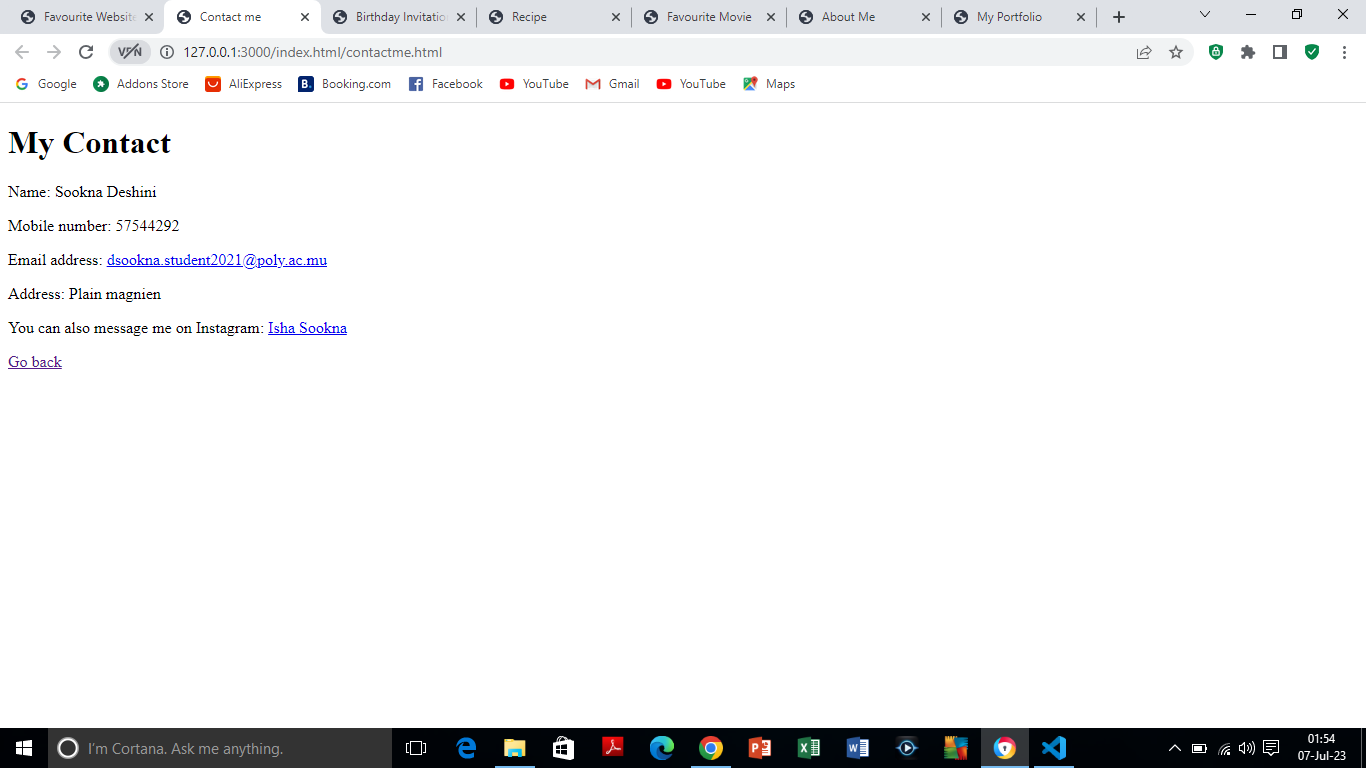 Favourite Website Contact me Birthday Invitatio Recipe Favourite Movie About Me My Portfolio
VPN 127.0.0.1:3000/index.html/contactme.html
Google Addons Store AliExpress B. Booking.com Facebook YouTube Gmail YouTube Maps
My Contact
Name: Sookna Deshini
Mobile number: 57544292
Email address: dsookna.student2021@poly.ac.mu
Address: Plain magnien
You can also message me on Instagram: Isha Sookna
Go back
I'm Cortana. Ask me anything.
01:54
07-Jul-23